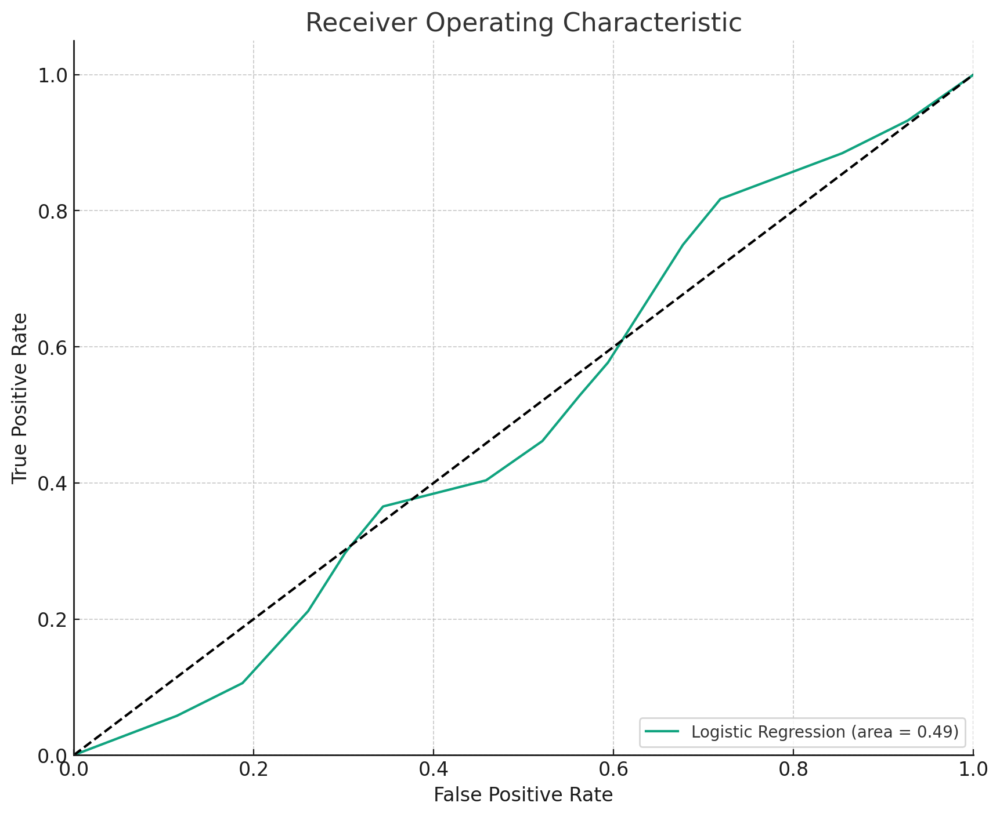 Receiver Operating Characteristic
1.0
0.8
0.6
0.4
0.2
0.0
True Positive Rate
Logistic Regression (area = 0.49)
0.0 0.2 0.4 0.6 0.8 1.0
False Positive Rate